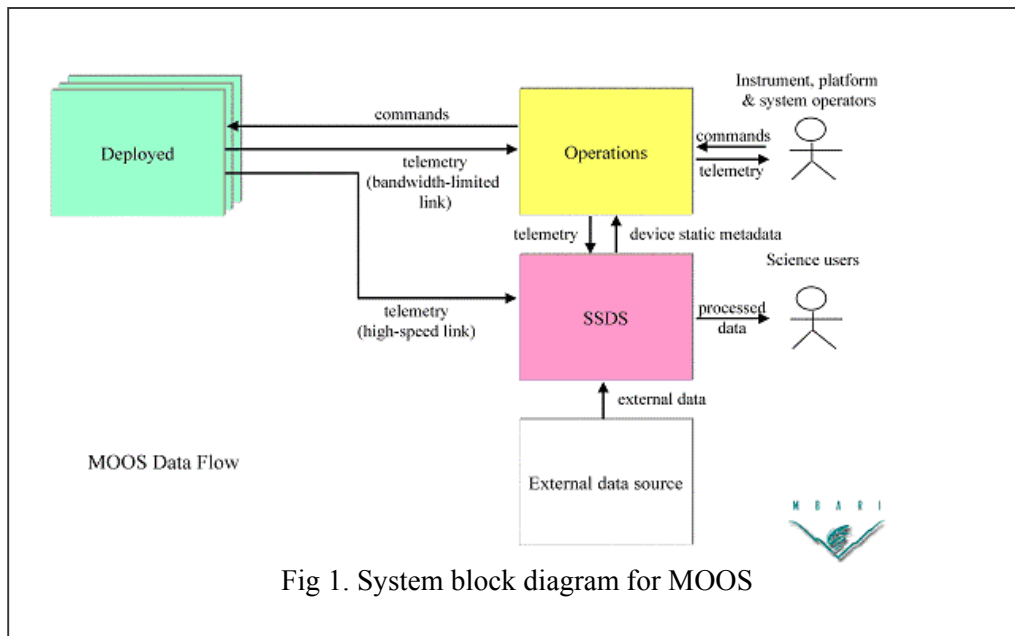 Instrument, platform
& system operators
commands
Deployed
Operations
commands
telemetry
(bandwidth-limited
link)
telemetry
telemetry
device static metadata
Science users
telemetry
(high-speed link)
SSDS
processed
data
external data
MOOS Data Flow
External data source
M B A R I
Fig 1. System block diagram for MOOS